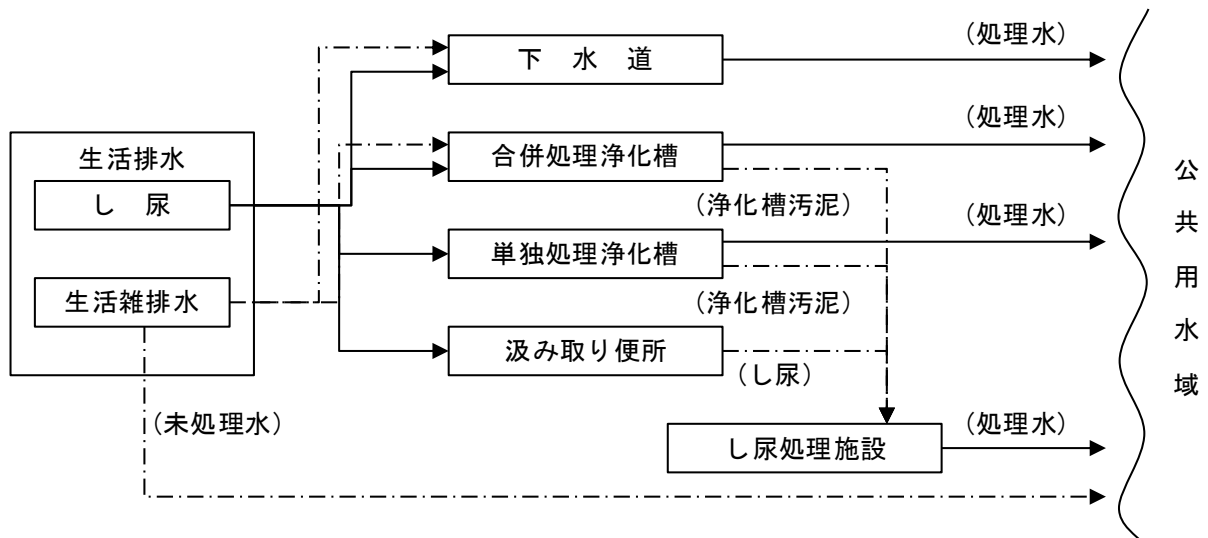 (処理水)
下 水 道
(処理水)
生活排水
合併処理浄化槽
し 尿
(浄化槽汚泥)
(処理水)
単独処理浄化槽
生活雑排水
(浄化槽汚泥)
汲み取り便所
(し尿)
(未処理水)
(処理水)
し尿処理施設
公共用水域